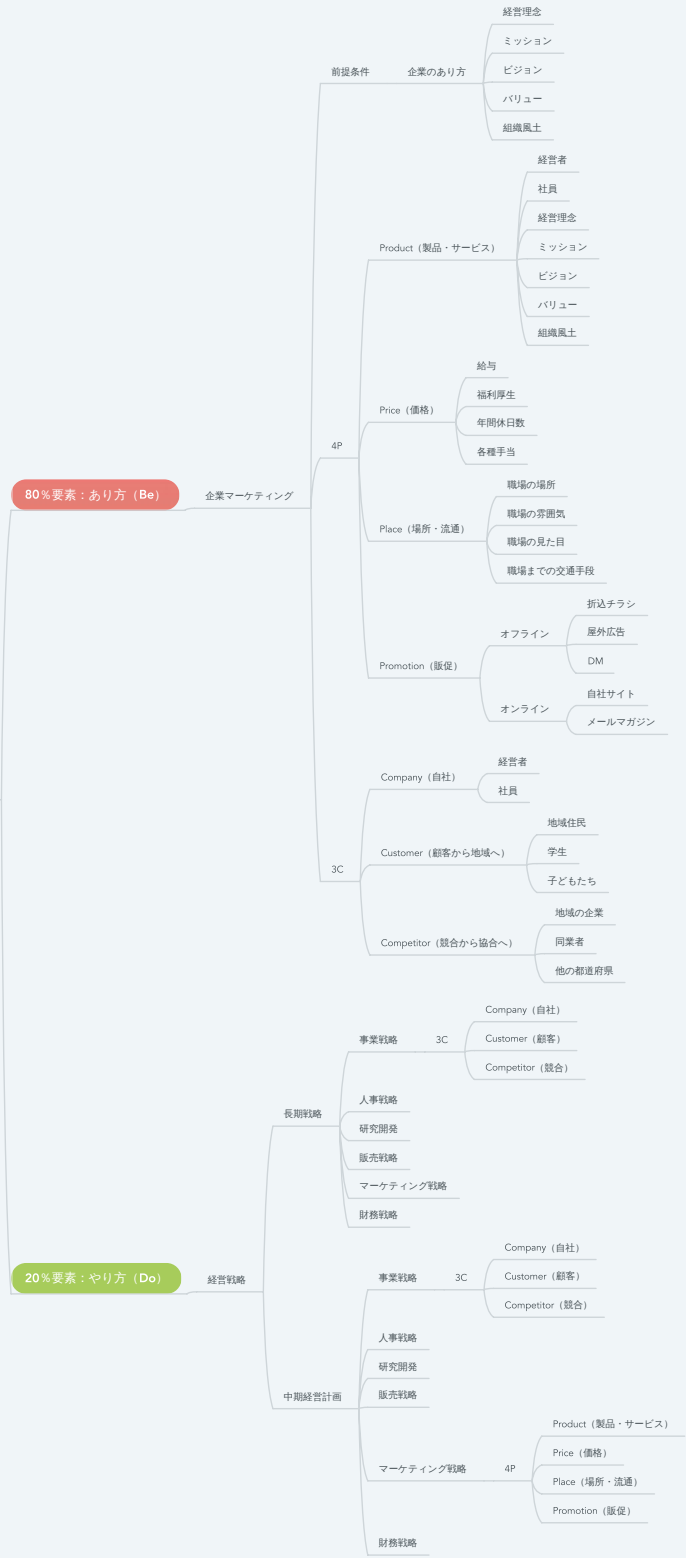 80％要素：あり方（Be）
企業マーケティング
前提条件
企業のあり方
経営理念
ミッション
ビジョン
バリュー
組織風土
4P
Product（製品・サービス）
経営者
社員
経営理念
ミッション
ビジョン
バリュー
組織風土
Price（価格）
給与
福利厚生
年間休日数
各種手当
Place（場所・流通）
職場の場所
職場の雰囲気
職場の見た目
職場までの交通手段
Promotion（販促）
オフライン
折込チラシ
屋外広告
DM
オンライン
自社サイト
メールマガジン
3C
Company（自社）
経営者
社員
Customer（顧客から地域へ）
地域住民
学生
子どもたち
Competitor（競合から協合へ）
地域の企業
同業者
他の都道府県
20％要素：やり方（Do）
経営戦略
長期戦略
事業戦略
3C
Company（自社）
Customer（顧客）
Competitor（競合）
人事戦略
研究開発
販売戦略
マーケティング戦略
財務戦略
中期経営計画
事業戦略
3C
Company（自社）
Customer（顧客）
Competitor（競合）
人事戦略
研究開発
販売戦略
マーケティング戦略
4P
Product（製品・サービス）
Price（価格）
Place（場所・流通）
Promotion（販促）
財務戦略